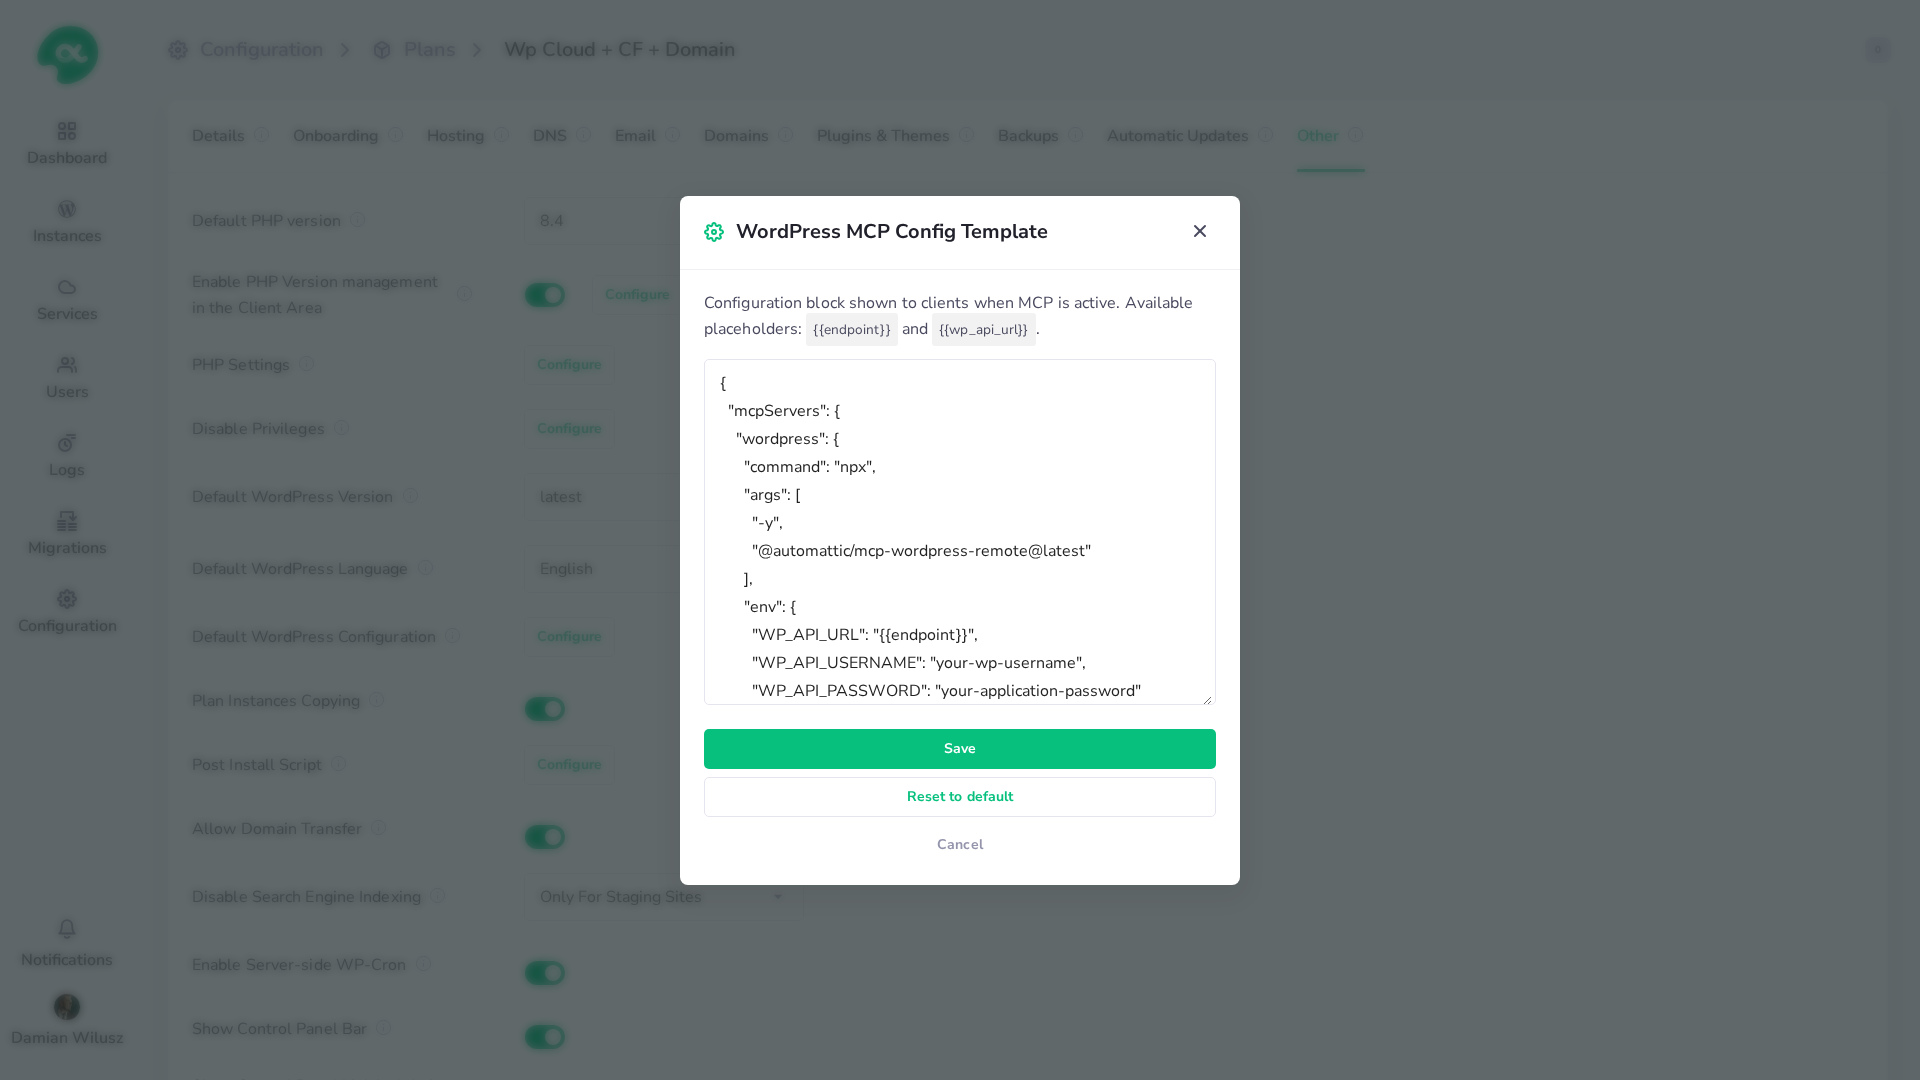 Configuration
Plans
Wp Cloud + CF + Domain
Dashboard
Instances
Services
Users
Logs
Migrations
Configuration
Notifications
Damian Wilusz
Details
Onboarding
Hosting
DNS
Email
Domains
Plugins & Themes
Backups
Automatic Updates
Other
Default PHP version
8.4
Enable PHP Version management
in the Client Area
Configure
PHP Settings
Configure
Disable Privileges
Configure
Default WordPress Version
latest
Default WordPress Language
English
Default WordPress Configuration
Configure
Plan Instances Copying
Post Install Script
Configure
Allow Domain Transfer
Disable Search Engine Indexing
Only For Staging Sites
Enable Server-side WP-Cron
Show Control Panel Bar
WordPress MCP Config Template
Configuration block shown to clients when MCP is active. Available
placeholders: {{endpoint}} and {{wp_api_url}}.
{
"mcpServers": {
"wordpress": {
"command": "npx",
"args": [
"-y",
"@automattic/mcp-wordpress-remote@latest"
],
"env": {
"WP_API_URL": "{{endpoint}}",
"WP_API_USERNAME": "your-wp-username",
"WP_API_PASSWORD": "your-application-password"
Save
Reset to default
Cancel